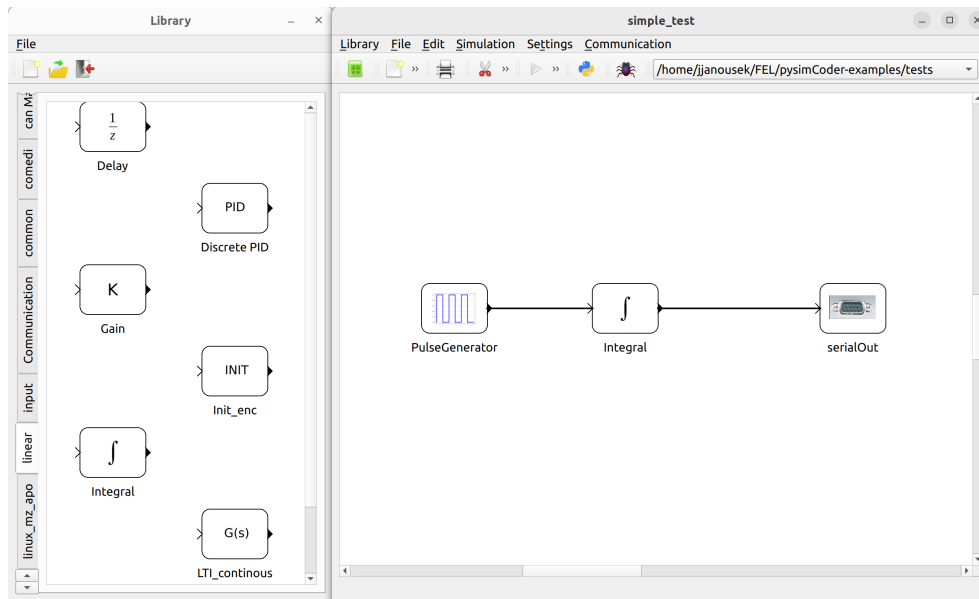 Library
File
can Ma
comedi
common
Communication
input
linear
linux_mz_apo
1
z
Delay
PID
Discrete PID
K
Gain
INIT
Init_enc
∫
Integral
G(s)
LTI_continous
simple_test
Library File Edit Simulation Settings Communication
» » » /home/jjanousek/FEL/pysimCoder-examples/tests
PulseGenerator
∫
Integral
serialOut